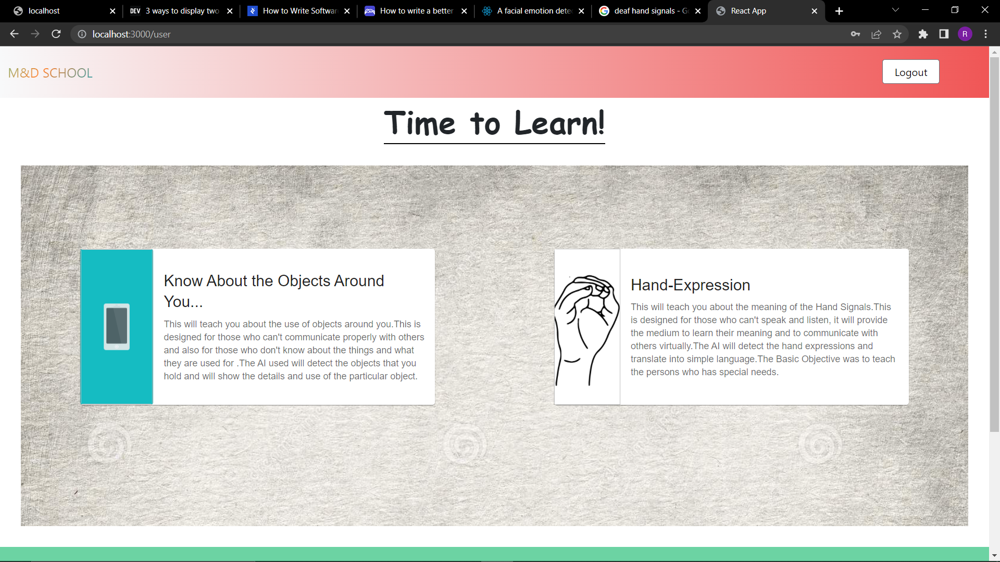 localhost
DEV 3 ways to display two
How to Write Softwar
How to write a better
A facial emotion dete
deaf hand signals - Go
React App
localhost:3000/user
R
M&D SCHOOL
Logout
Time to Learn!
Know About the Objects Around
You...
This will teach you about the use of objects around you.This is
designed for those who can't communicate properly with others
and also for those who don't know about the things and what
they are used for .The AI used will detect the objects that you
hold and will show the details and use of the particular object.
Hand-Expression
This will teach you about the meaning of the Hand Signals.This
is designed for those who can't speak and listen, it will provide
the medium to learn their meaning and to communicate with
others virtually.The AI will detect the hand expressions and
translate into simple language.The Basic Objective was to teach
the persons who has special needs.